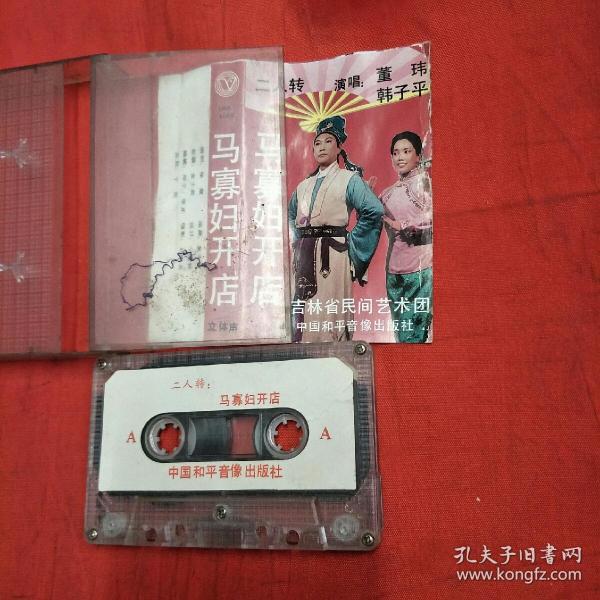 二人转
演唱：董 玮
韩子平
马寡妇开店
马寡妇开店
立体声
吉林省民间艺术团
中国和平音像出版社
二人转：
马寡妇开店
A
A
中国和平音像出版社
孔夫子旧书网
www.kongfz.com